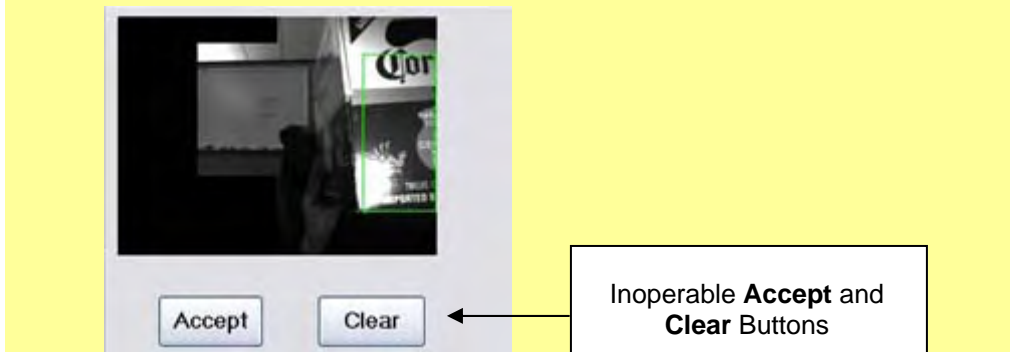 Cor
Accept
Clear
Inoperable Accept and
Clear Buttons